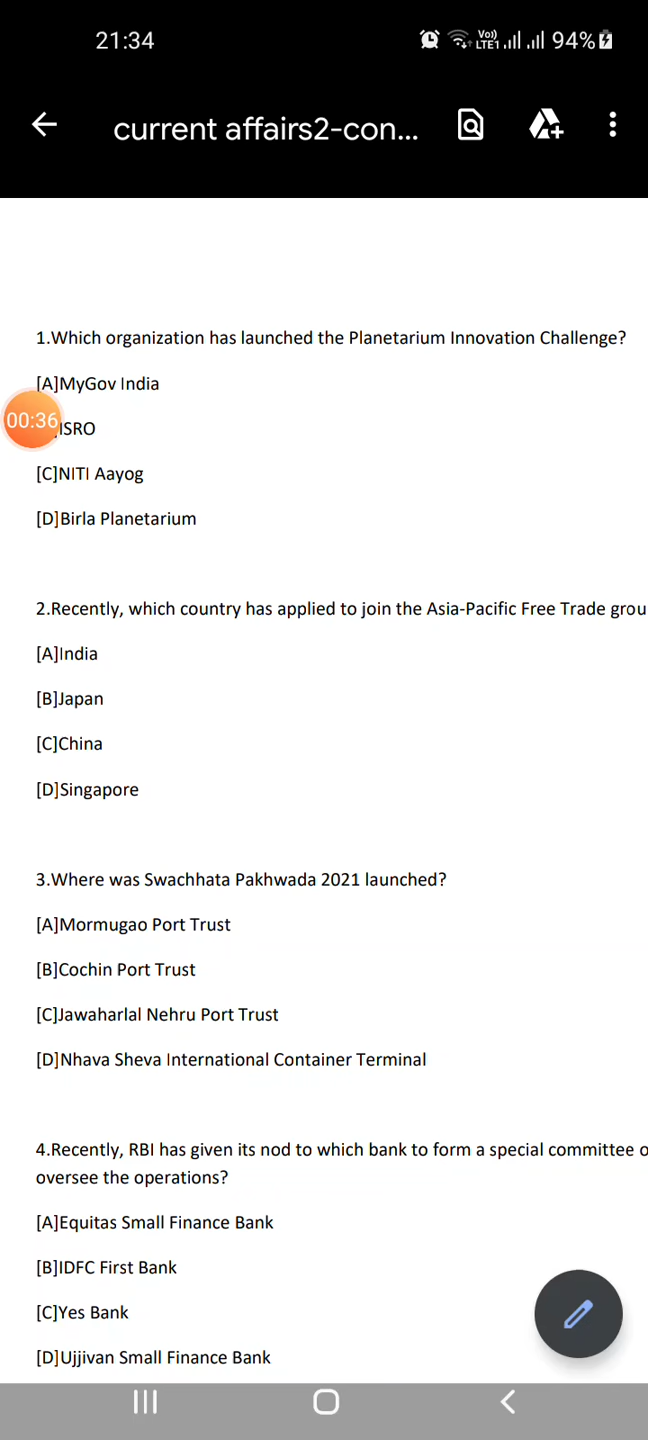 21:34
Vo)) LTE1 94%
current affairs2-con...
1.Which organization has launched the Planetarium Innovation Challenge?
[A]MyGov India
00:36
ISRO
[C]NITI Aayog
[D]Birla Planetarium
2.Recently, which country has applied to join the Asia-Pacific Free Trade grou
[A]India
[B]Japan
[C]China
[D]Singapore
3.Where was Swachhata Pakhwada 2021 launched?
[A]Mormugao Port Trust
[B]Cochin Port Trust
[C]Jawaharlal Nehru Port Trust
[D]Nhava Sheva International Container Terminal
4.Recently, RBI has given its nod to which bank to form a special committee o
oversee the operations?
[A]Equitas Small Finance Bank
[B]IDFC First Bank
[C]Yes Bank
[D]Ujjivan Small Finance Bank